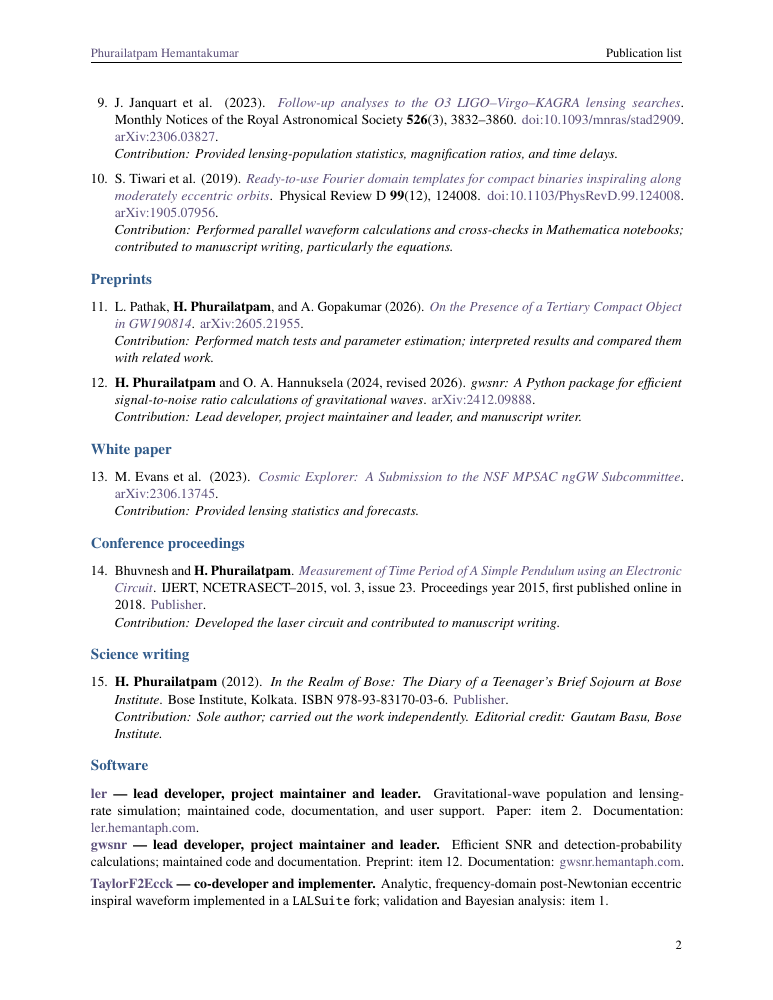 Phurailatpam Hemantakumar Publication list
9. J. Janquart et al. (2023). Follow-up analyses to the O3 LIGO–Virgo–KAGRA lensing searches.
Monthly Notices of the Royal Astronomical Society 526(3), 3832–3860. doi:10.1093/mnras/stad2909.
arXiv:2306.03827.
Contribution: Provided lensing-population statistics, magnification ratios, and time delays.
10. S. Tiwari et al. (2019). Ready-to-use Fourier domain templates for compact binaries inspiraling along
moderately eccentric orbits. Physical Review D 99(12), 124008. doi:10.1103/PhysRevD.99.124008.
arXiv:1905.07956.
Contribution: Performed parallel waveform calculations and cross-checks in Mathematica notebooks;
contributed to manuscript writing, particularly the equations.
Preprints
11. L. Pathak, H. Phurailatpam, and A. Gopakumar (2026). On the Presence of a Tertiary Compact Object
in GW190814. arXiv:2605.21955.
Contribution: Performed match tests and parameter estimation; interpreted results and compared them
with related work.
12. H. Phurailatpam and O. A. Hannuksela (2024, revised 2026). gwsnr: A Python package for efficient
signal-to-noise ratio calculations of gravitational waves. arXiv:2412.09888.
Contribution: Lead developer, project maintainer and leader, and manuscript writer.
White paper
13. M. Evans et al. (2023). Cosmic Explorer: A Submission to the NSF MPSAC ngGW Subcommittee.
arXiv:2306.13745.
Contribution: Provided lensing statistics and forecasts.
Conference proceedings
14. Bhuvnesh and H. Phurailatpam. Measurement of Time Period of A Simple Pendulum using an Electronic
Circuit. IJERT, NCETRASECT–2015, vol. 3, issue 23. Proceedings year 2015, first published online in
2018. Publisher.
Contribution: Developed the laser circuit and contributed to manuscript writing.
Science writing
15. H. Phurailatpam (2012). In the Realm of Bose: The Diary of a Teenager's Brief Sojourn at Bose
Institute. Bose Institute, Kolkata. ISBN 978-93-83170-03-6. Publisher.
Contribution: Sole author; carried out the work independently. Editorial credit: Gautam Basu, Bose
Institute.
Software
ler — lead developer, project maintainer and leader. Gravitational-wave population and lensing-
rate simulation; maintained code, documentation, and user support. Paper: item 2. Documentation:
ler.hemantaph.com.
gwsnr — lead developer, project maintainer and leader. Efficient SNR and detection-probability
calculations; maintained code and documentation. Preprint: item 12. Documentation: gwsnr.hemantaph.com.
TaylorF2Ecck — co-developer and implementer. Analytic, frequency-domain post-Newtonian eccentric
inspiral waveform implemented in a LALSuite fork; validation and Bayesian analysis: item 1.
2